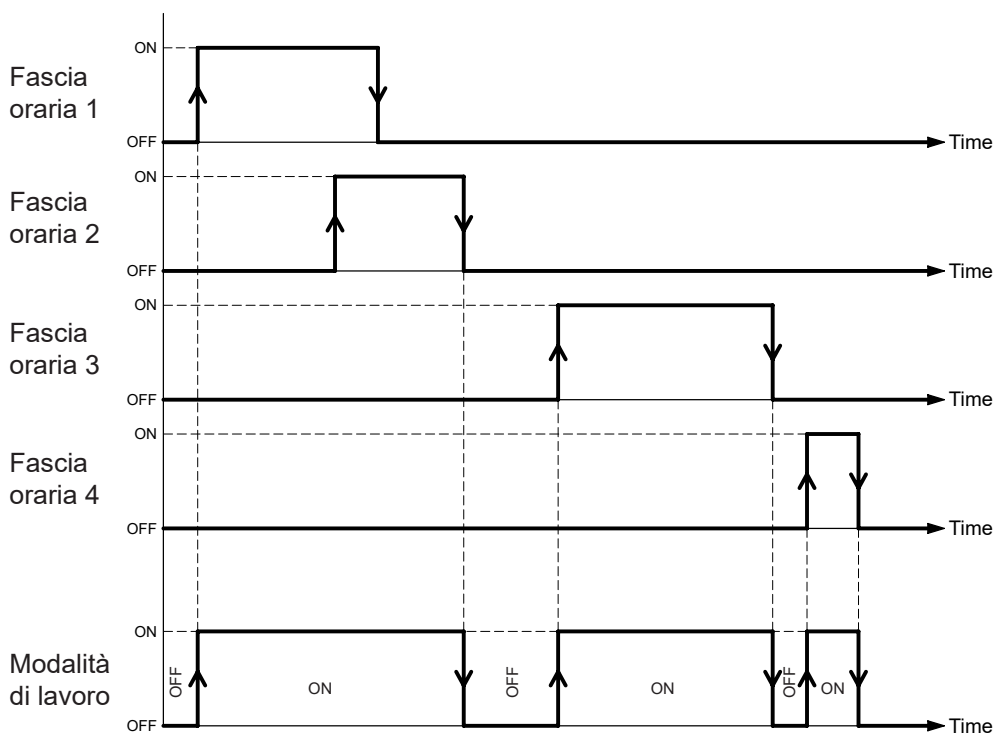 ON
Fascia
oraria 1
OFF
Time
ON
Fascia
oraria 2
OFF
Time
ON
Fascia
oraria 3
OFF
Time
ON
Fascia
oraria 4
OFF
Time
ON
Modalità
di lavoro
OFF
ON
OFF
ON
OFF
ON
OFF
Time